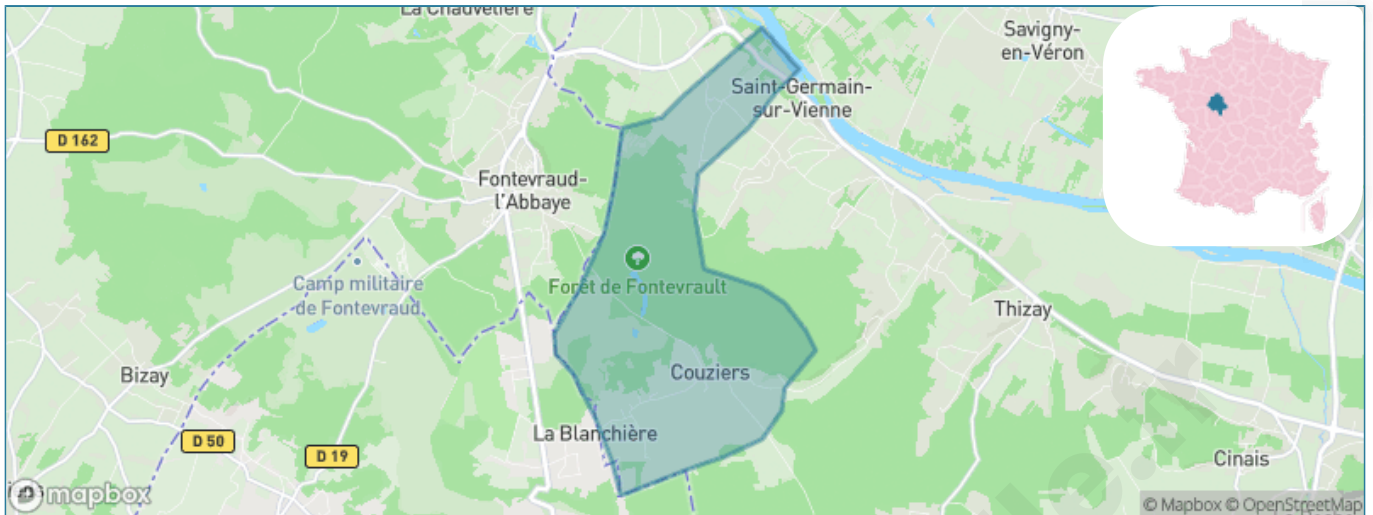 La Chauvelière
Savigny-
en-Véron
Saint-Germain-
sur-Vienne
D 162
Fontevraud-
l'Abbaye
Camp militaire
de Fontevraud
Forêt de Fontevrault
Thizay
Bizay
Couziers
La Blanchière
D 50
D 19
Cinais
mapbox
© Mapbox © OpenStreetMap